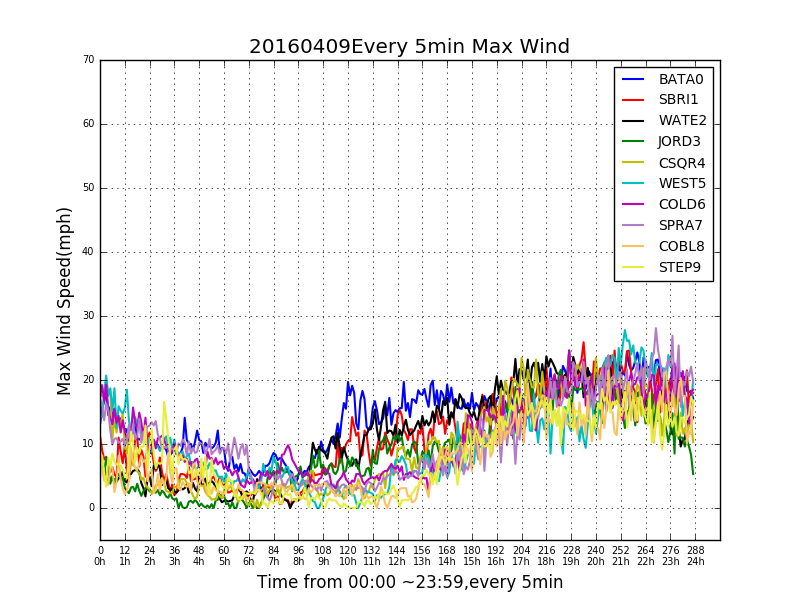 20160409Every 5min Max Wind
70
60
50
40
30
20
10
0
Max Wind Speed(mph)
BATA0
SBRI1
WATE2
JORD3
CSQR4
WEST5
COLD6
SPRA7
COBL8
STEP9
0 12 24 36 48 60 72 84 96 108 120 132 144 156 168 180 192 204 216 228 240 252 264 276 288
0h 1h 2h 3h 4h 5h 6h 7h 8h 9h 10h 11h 12h 13h 14h 15h 16h 17h 18h 19h 20h 21h 22h 23h 24h
Time from 00:00 ~23:59,every 5min